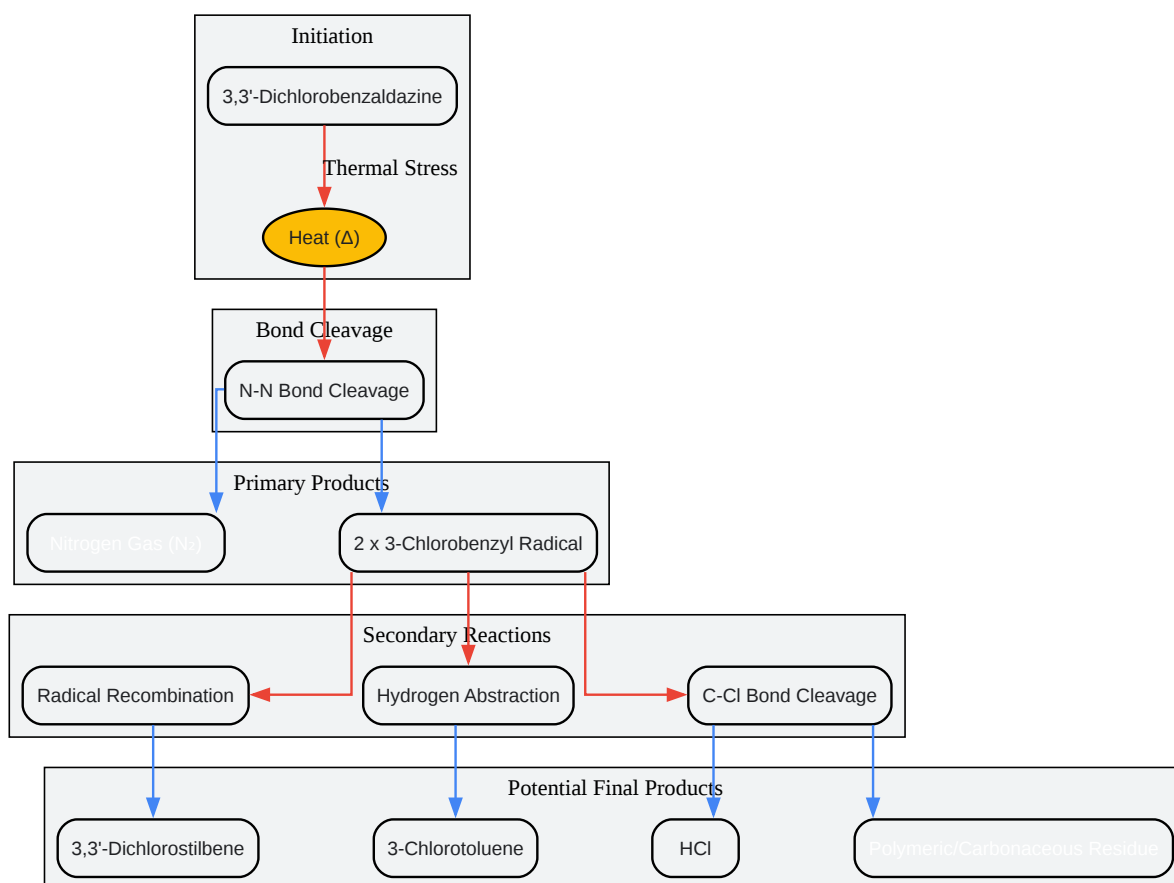 Initiation
3,3'-Dichlorobenzaldazine
Thermal Stress
Heat (Δ)
Bond Cleavage
N-N Bond Cleavage
Primary Products
Nitrogen Gas (N₂)
2 x 3-Chlorobenzyl Radical
Secondary Reactions
Radical Recombination
Hydrogen Abstraction
C-Cl Bond Cleavage
Potential Final Products
3,3'-Dichlorostilbene
3-Chlorotoluene
HCl
Polymeric/Carbonaceous Residue